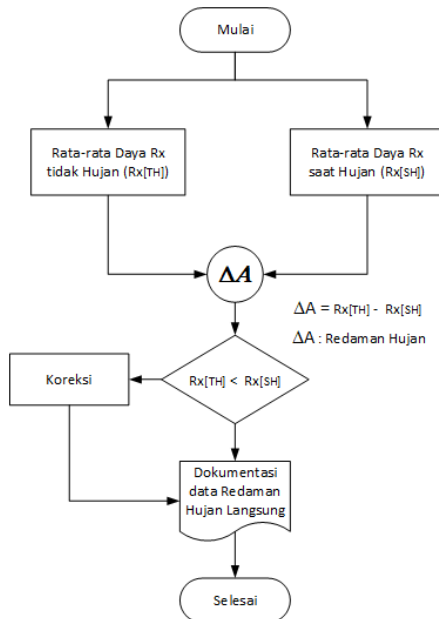 Mulai
Rata-rata Daya Rx
tidak Hujan (Rx[TH])
Rata-rata Daya Rx
saat Hujan (Rx[SH])
ΔA
ΔA = Rx[TH] - Rx[SH]
ΔA : Redaman Hujan
Koreksi
Rx[TH] < Rx[SH]
Dokumentasi
data Redaman
Hujan Langsung
Selesai